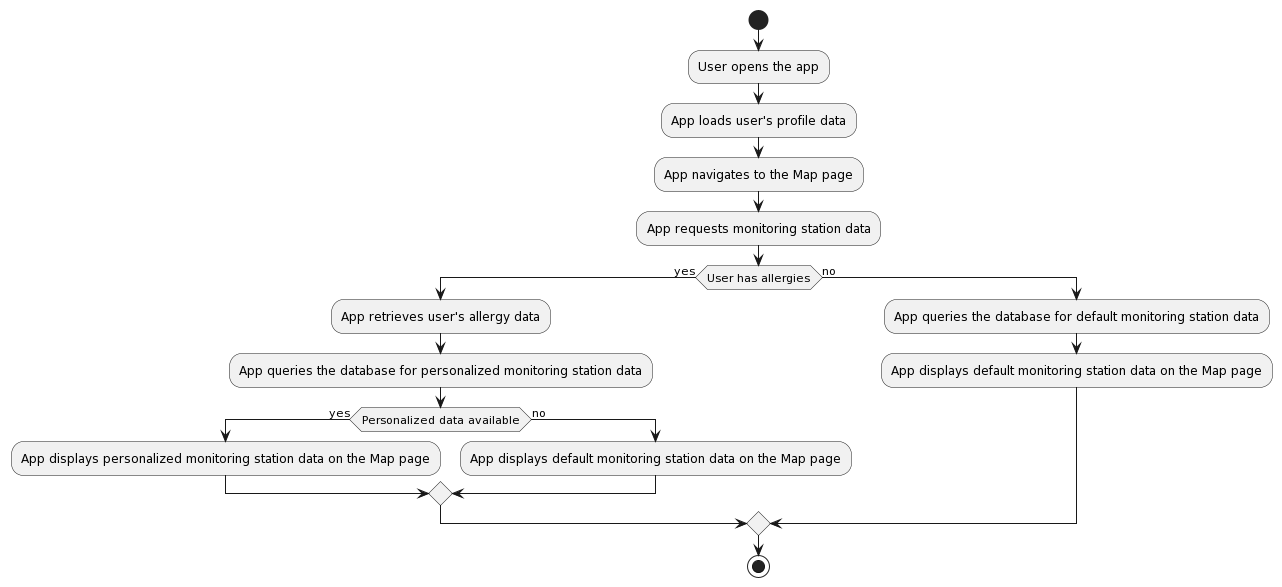 User opens the app
App loads user's profile data
App navigates to the Map page
App requests monitoring station data
yes
User has allergies
no
App retrieves user's allergy data
App queries the database for default monitoring station data
App queries the database for personalized monitoring station data
App displays default monitoring station data on the Map page
yes
Personalized data available
no
App displays personalized monitoring station data on the Map page
App displays default monitoring station data on the Map page